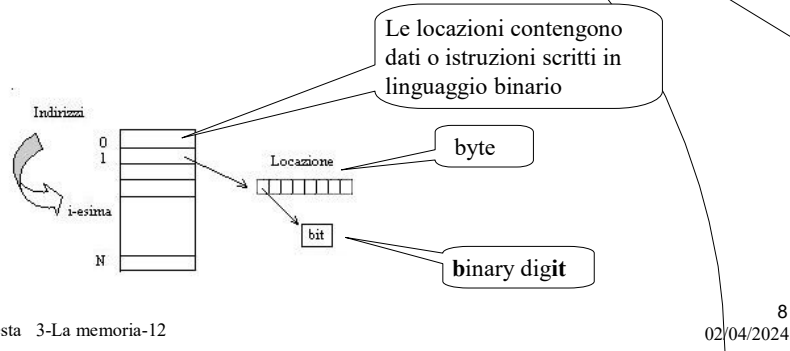 Le locazioni contengono
dati o istruzioni scritti in
linguaggio binario
Indirizzi
0
1
i-esima
N
Locazione
byte
bit
binary digit
8
sta 3-La memoria-12
02/04/2024